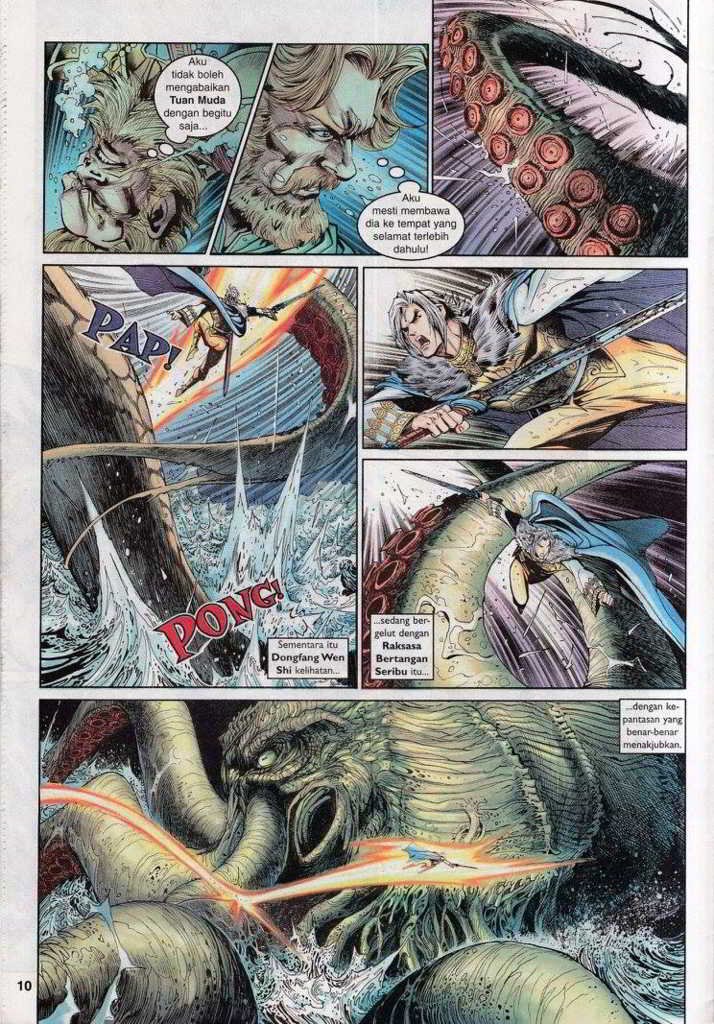 Aku
tidak boleh
mengabaikan
Tuan Muda
dengan begitu
saja...
Aku
mesti membawa
dia ke tempat yang
selamat terlebih
dahulu!
PAP!
PONG!
Sementara itu
Dongfang Wen
Shi kelihatan...
...sedang ber-
gelut dengan
Raksasa
Bertangan
Seribu itu...
...dengan ke-
pantasan yang
benar-benar
menakjubkan.
10